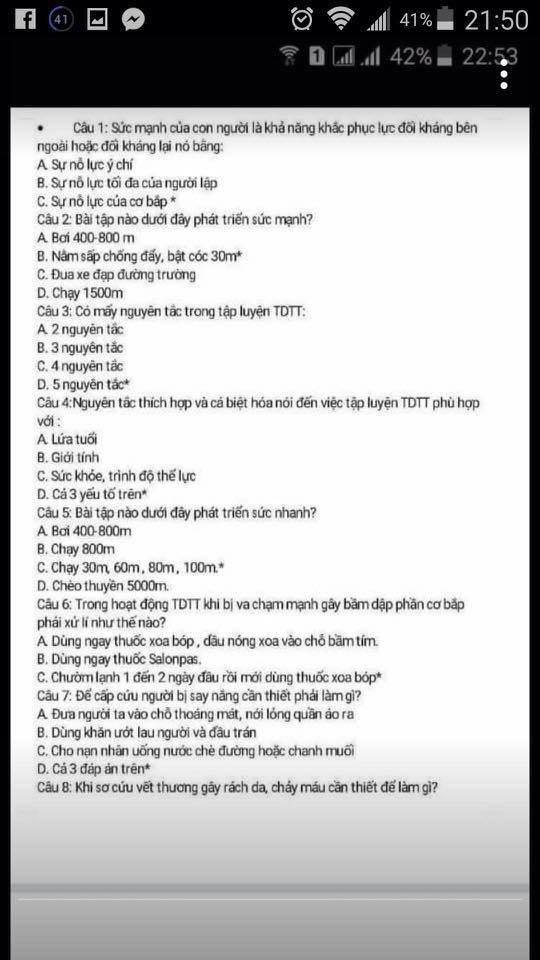 41
41%
21:50
1
42%
22:53
• Câu 1: Sức mạnh của con người là khả năng khắc phục lực đối kháng bên
ngoài hoặc đối kháng lại nó bằng:
A. Sự nỗ lực ý chí
B. Sự nỗ lực tối đa của người lập
C. Sự nỗ lực của cơ bắp *
Câu 2: Bài tập nào dưới đây phát triển sức mạnh?
A. Bơi 400-800 m
B. Nằm sấp chống đẩy, bật cóc 30m*
C. Đua xe đạp đường trường
D. Chạy 1500m
Câu 3: Có mấy nguyên tắc trong tập luyện TDTT:
A. 2 nguyên tắc
B. 3 nguyên tắc
C. 4 nguyên tắc
D. 5 nguyên tắc*
Câu 4:Nguyên tắc thích hợp và cá biệt hóa nói đến việc tập luyện TDTT phù hợp
với :
A. Lứa tuổi
B. Giới tính
C. Sức khỏe, trình độ thể lực
D. Cả 3 yếu tố trên*
Câu 5: Bài tập nào dưới đây phát triển sức nhanh?
A. Bơi 400-800m
B. Chạy 800m
C. Chạy 30m, 60m , 80m , 100m.*
D. Chèo thuyền 5000m.
Câu 6: Trong hoạt động TDTT khi bị va chạm mạnh gây bầm dập phần cơ bắp
phải xử lí như thế nào?
A. Dùng ngay thuốc xoa bóp , dầu nóng xoa vào chỗ bầm tím.
B. Dùng ngay thuốc Salonpas.
C. Chườm lạnh 1 đến 2 ngày đầu rồi mới dùng thuốc xoa bóp*
Câu 7: Để cấp cứu người bị say nắng cần thiết phải làm gì?
A. Đưa người ta vào chỗ thoáng mát, nới lỏng quần áo ra
B. Dùng khăn ướt lau người và đầu trán
C. Cho nạn nhân uống nước chè đường hoặc chanh muối
D. Cả 3 đáp án trên*
Câu 8: Khi sơ cứu vết thương gây rách da, chảy máu cần thiết để làm gì?